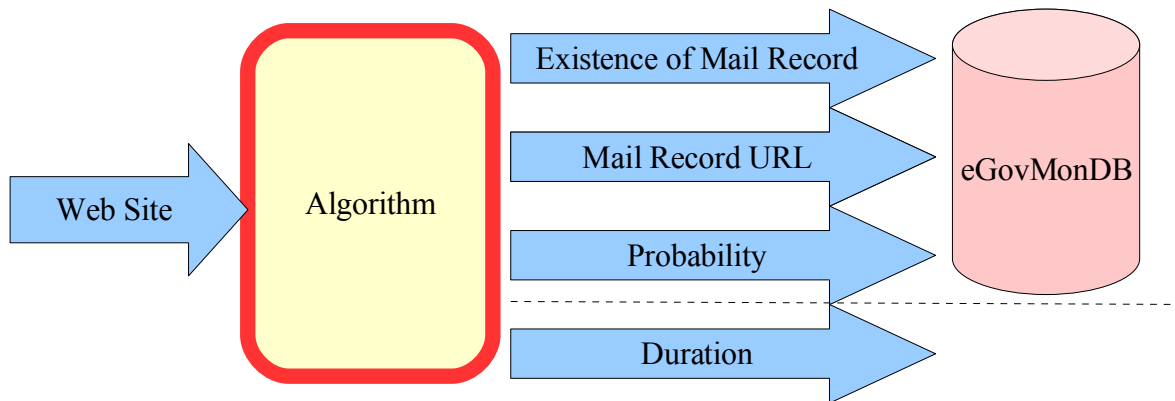 Existence of Mail Record
Mail Record URL
eGovMonDB
Web Site
Algorithm
Probability
Duration